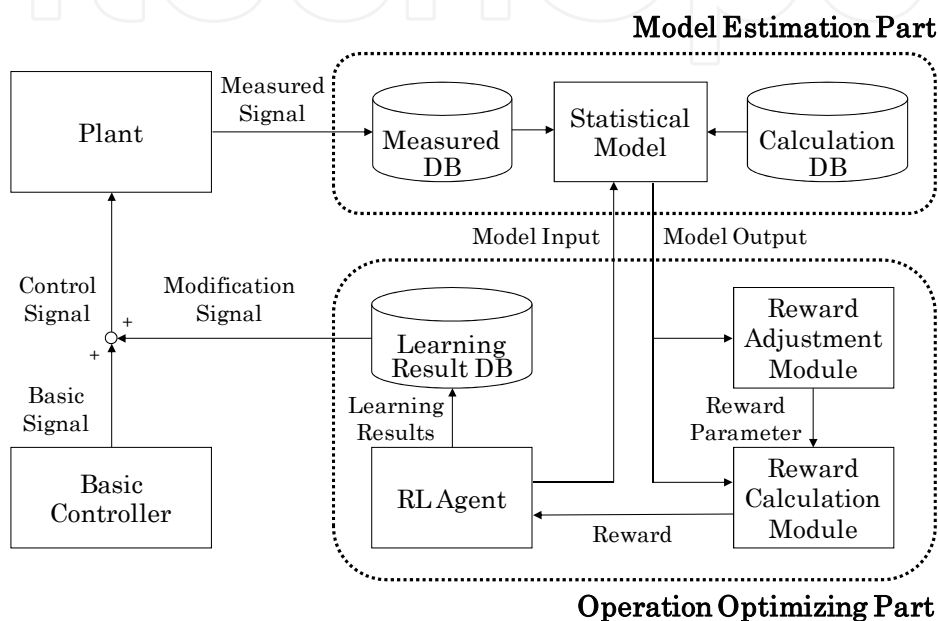 Model Estimation Part
Plant
Measured
Signal
Measured
DB
Statistical
Model
Calculation
DB
Model Input
Model Output
Control
Signal
Modification
Signal
+
+
Learning
Result DB
Reward
Adjustment
Module
Basic
Signal
Learning
Results
Reward
Parameter
Basic
Controller
RL Agent
Reward
Calculation
Module
Reward
Operation Optimizing Part